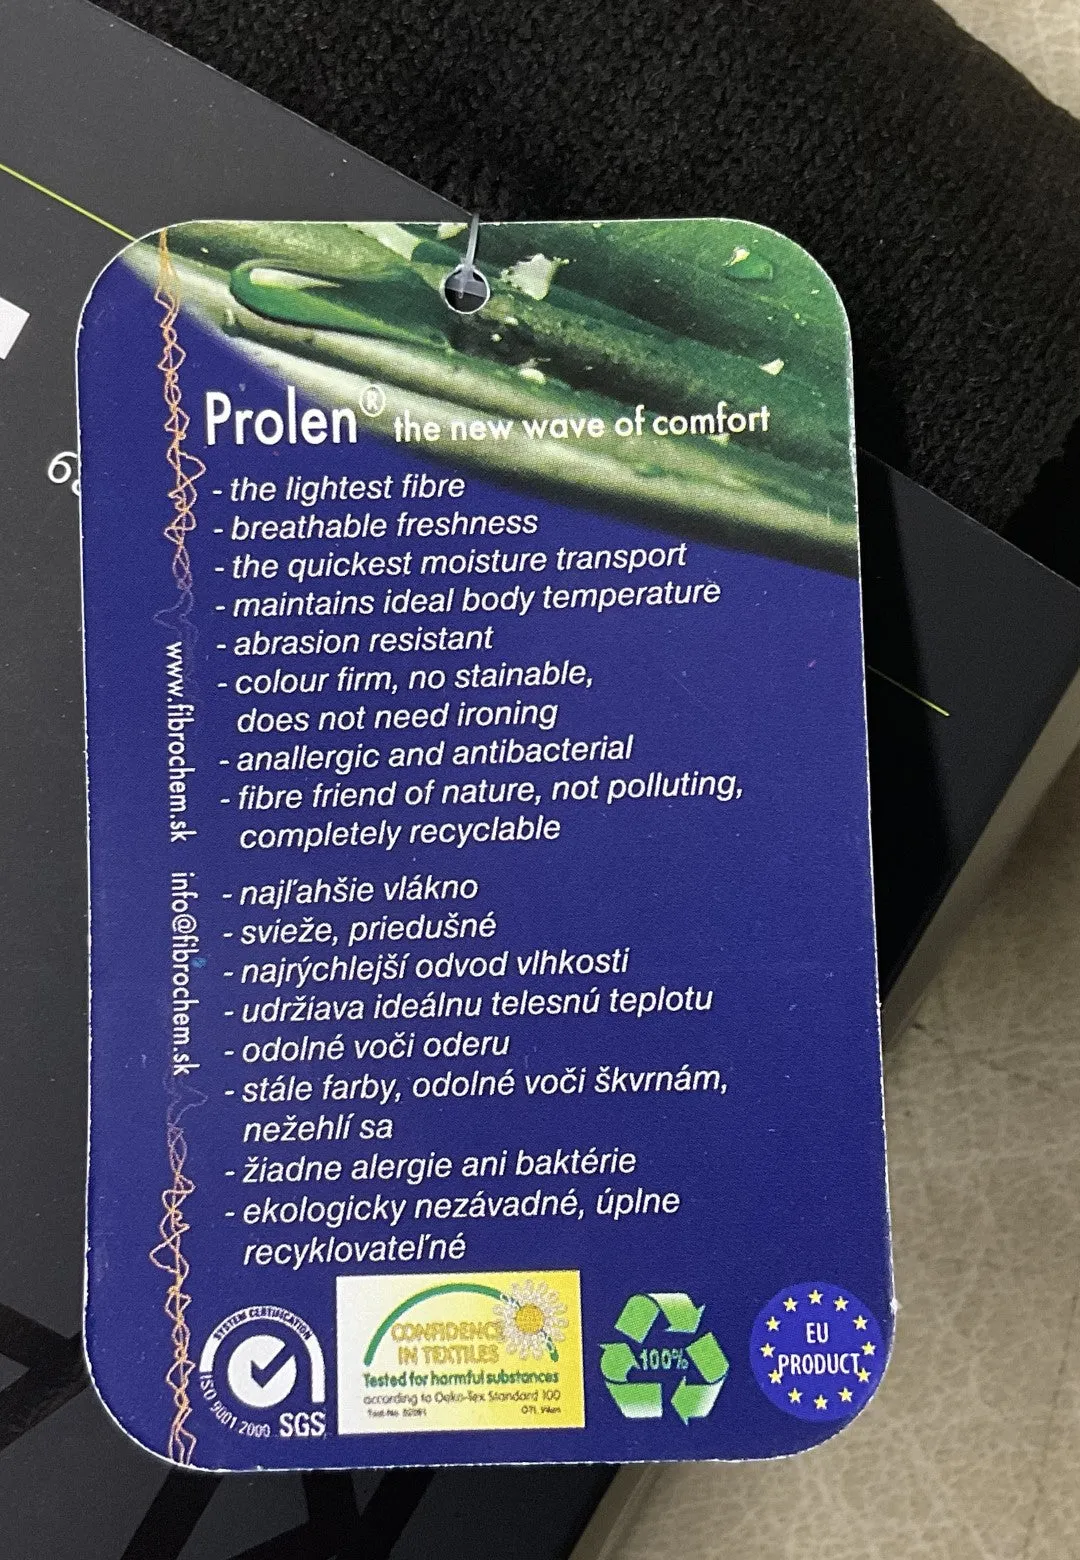 Prolen® the new wave of comfort
- the lightest fibre
- breathable freshness
- the quickest moisture transport
- maintains ideal body temperature
- abrasion resistant
- colour firm, no stainable,
does not need ironing
- anallergic and antibacterial
- fibre friend of nature, not polluting,
completely recyclable
- najľahšie vlákno
- svieže, priedušné
- najrýchlejší odvod vlhkosti
- udržiava ideálnu telesnú teplotu
- odolné voči oderu
- stále farby, odolné voči škvrnám,
nežehlí sa
- žiadne alergie ani baktérie
- ekologicky nezávadné, úplne
recyklovateľné
www.fibrochem.sk info@fibrochem.sk
SYSTEM CERTIFICATION
ISO 9001 2000 SGS
CONFIDENCE
IN TEXTILES
Tested for harmful substances
according to Oeko-Tex Standard 100
100%
EU
PRODUCT